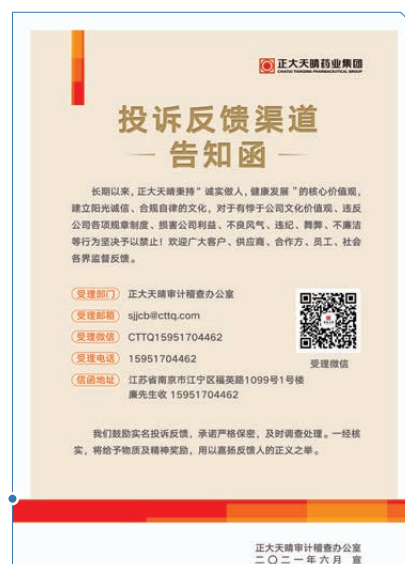 正大天晴药业集团
CHIATAI TIANQING PHARMACEUTICAL GROUP
投诉反馈渠道
告知函
长期以来，正大天晴秉持“诚实做人，健康发展”的核心价值观，
建立阳光诚信、合规自律的文化，对于有悖于公司文化价值观、违反
公司各项规章制度、损害公司利益、不良风气、违纪、舞弊、不廉洁
等行为坚决予以禁止！欢迎广大客户、供应商、合作方、员工、社会
各界监督反馈。
受理部门 正大天晴审计稽查办公室
受理邮箱 sjjcb@cttq.com
受理微信 CTTQ15951704462
受理电话 15951704462
受理微信
信函地址 江苏省南京市江宁区福英路1099号1号楼
廉先生收 15951704462
我们鼓励实名投诉反馈，承诺严格保密，及时调查处理。一经核
实，将给予物质及精神奖励，用以嘉扬反馈人的正义之举。
正大天晴审计稽查办公室
二〇二一年六月 宣